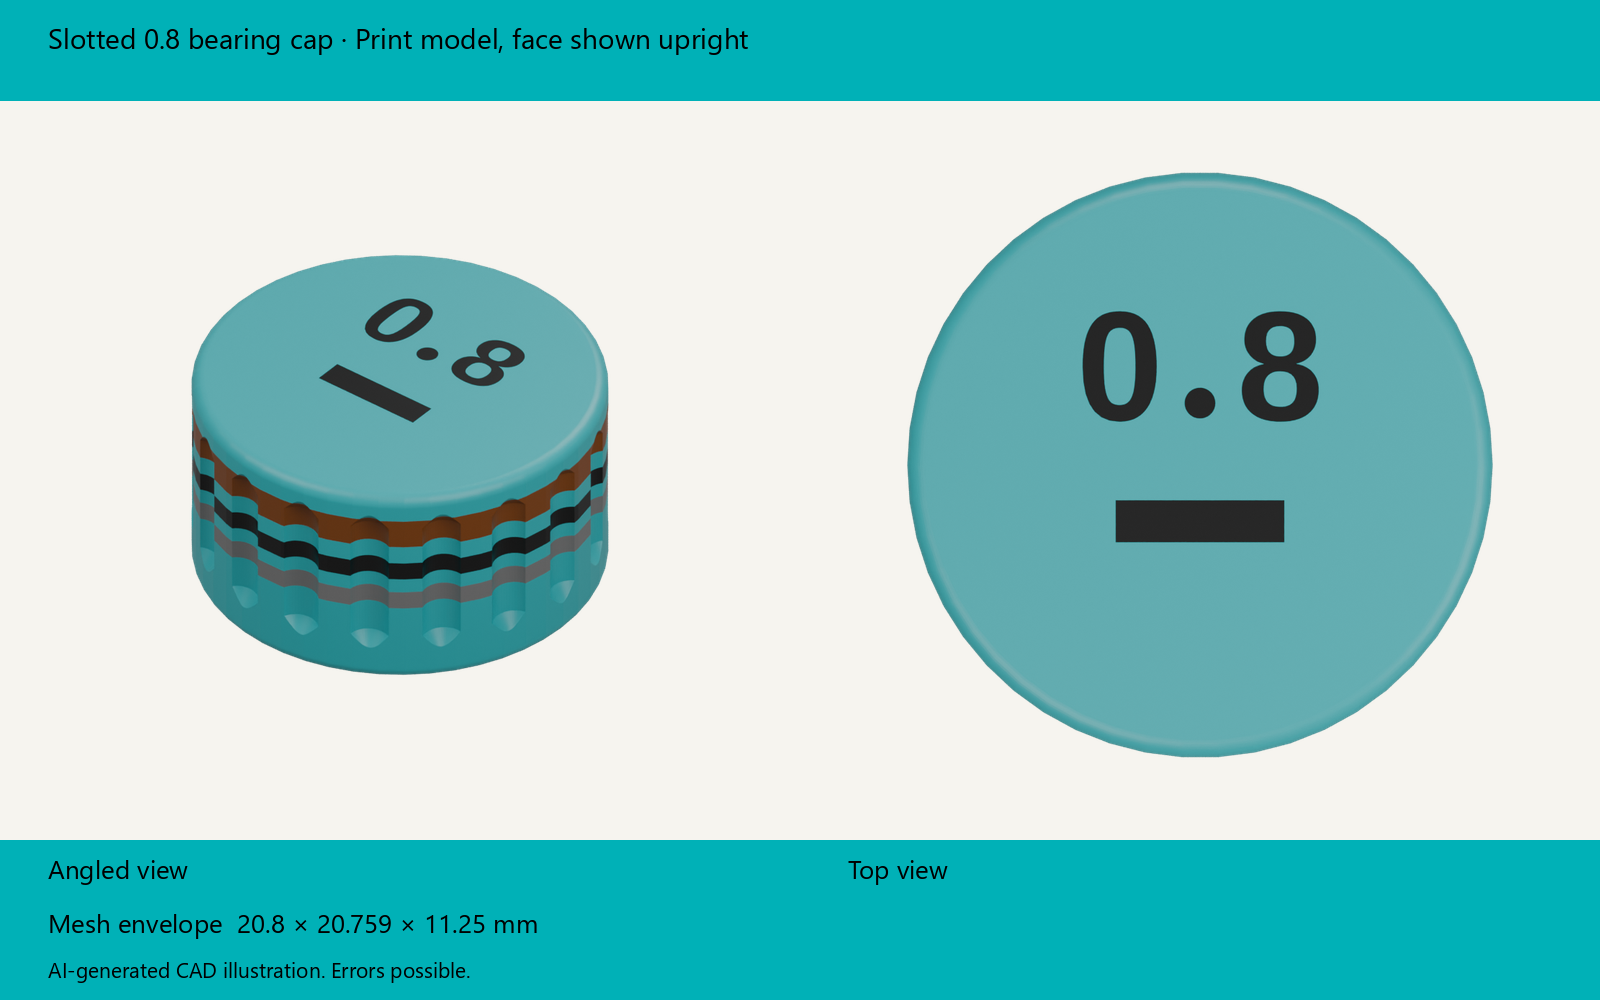 Slotted 0.8 bearing cap · Print model, face shown upright
0.8
0.8
Angled view
Top view
Mesh envelope 20.8 × 20.759 × 11.25 mm
AI-generated CAD illustration. Errors possible.